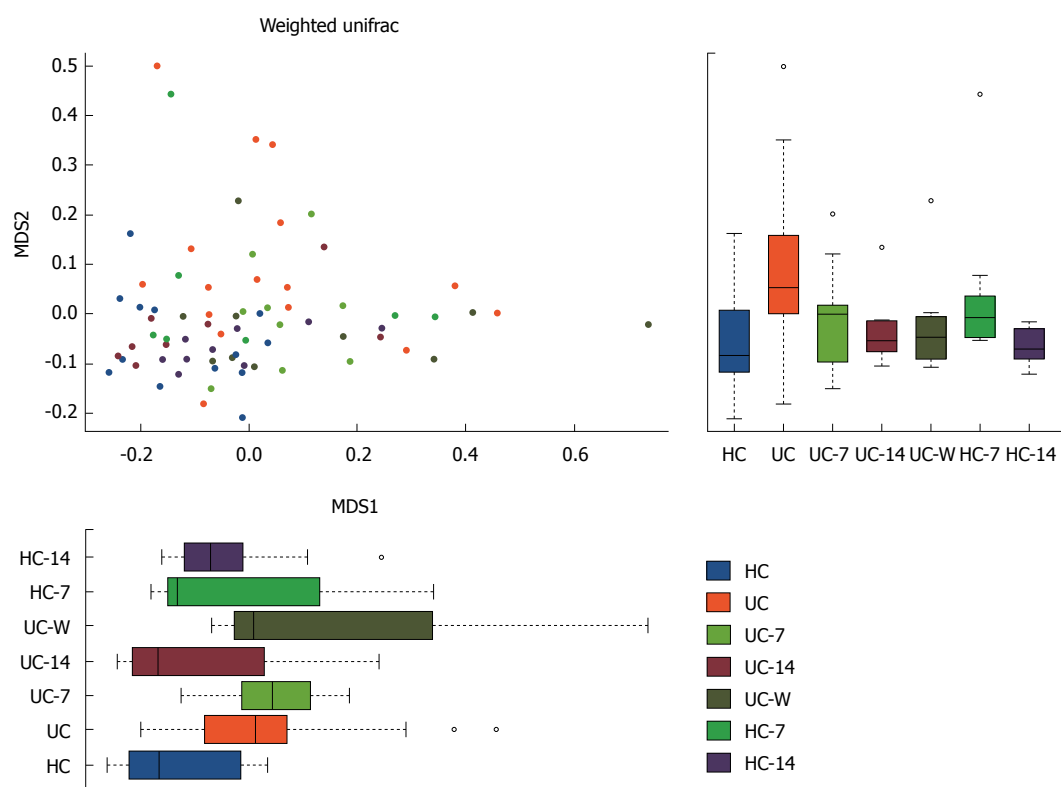 Weighted unifrac
MDS2
0.5
0.4
0.3
0.2
0.1
0.0
-0.1
-0.2
-0.2 0.0 0.2 0.4 0.6
HC UC UC-7 UC-14 UC-W HC-7 HC-14
MDS1
HC-14
HC-7
UC-W
UC-14
UC-7
UC
HC
HC
UC
UC-7
UC-14
UC-W
HC-7
HC-14